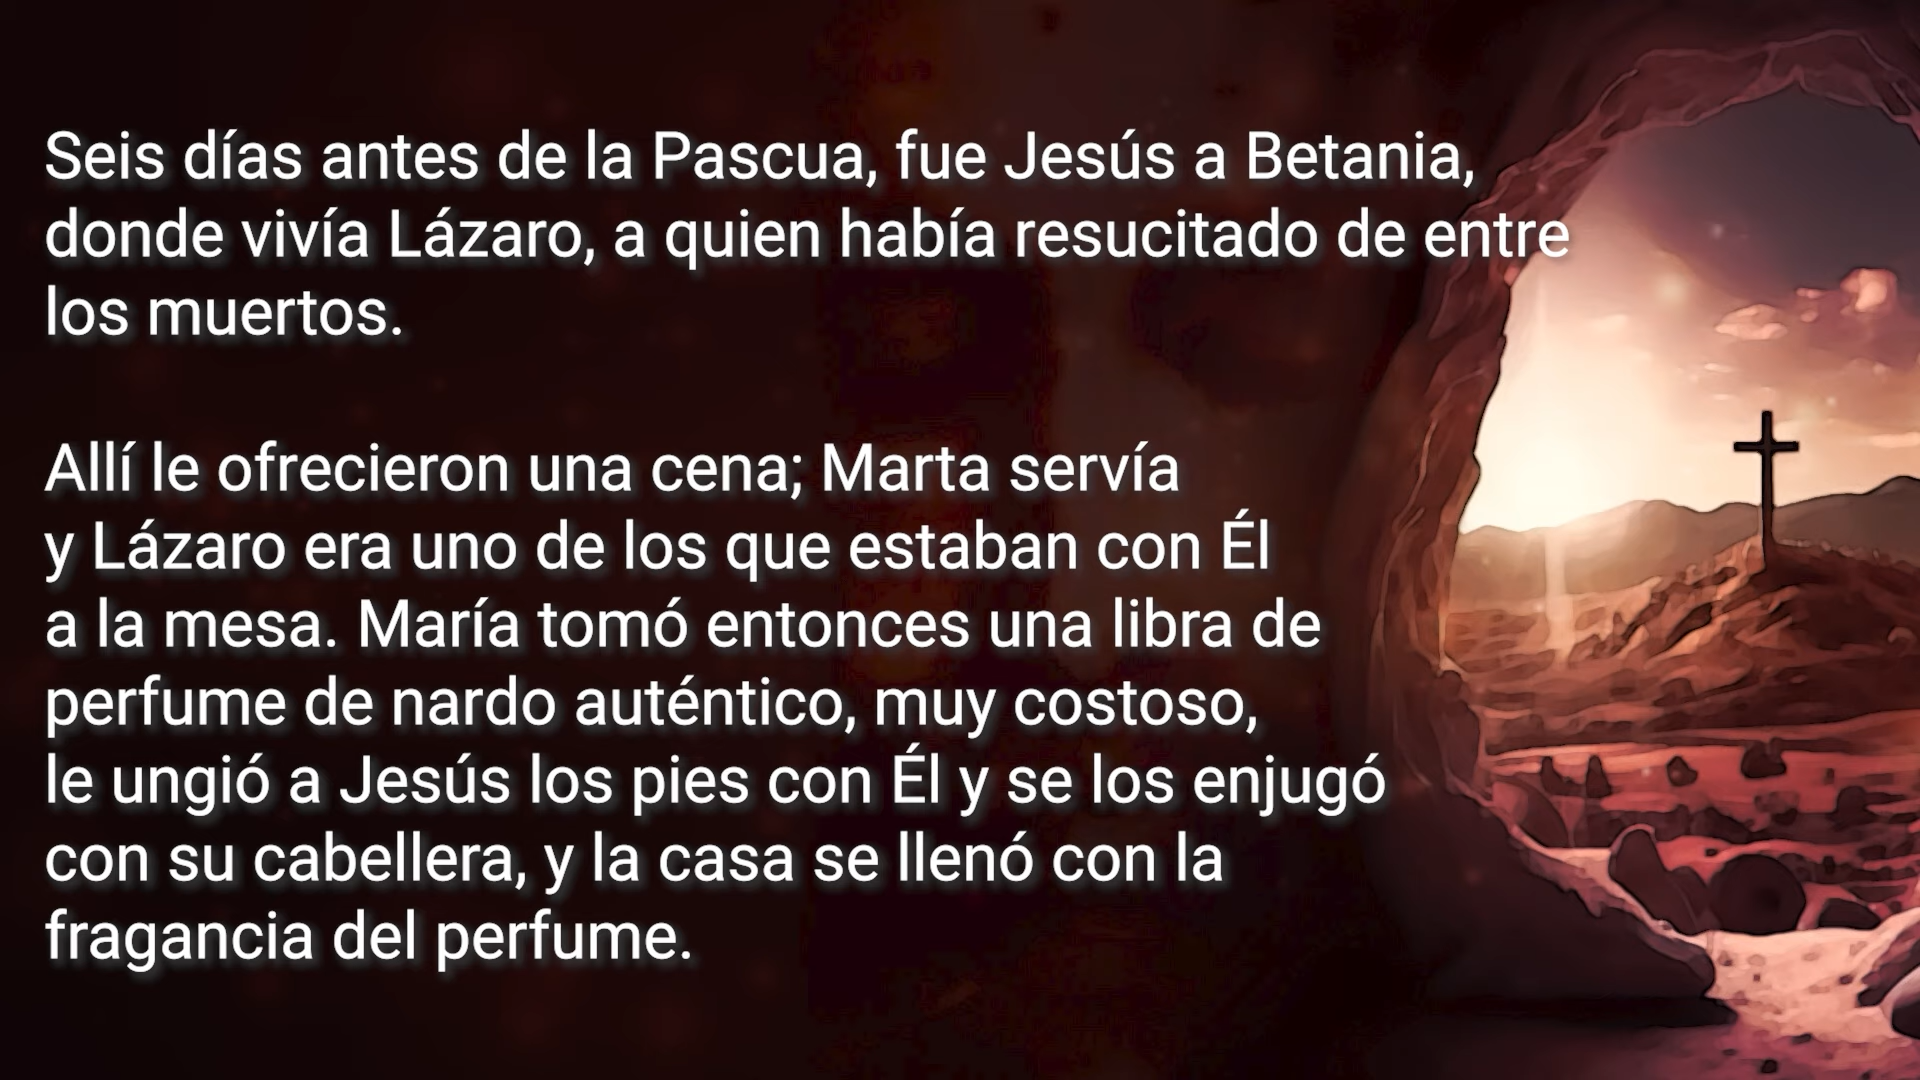 Seis días antes de la Pascua, fue Jesús a Betania,
donde vivía Lázaro, a quien había resucitado de entre
los muertos.
Allí le ofrecieron una cena; Marta servía
y Lázaro era uno de los que estaban con Él
a la mesa. María tomó entonces una libra de
perfume de nardo auténtico, muy costoso,
le ungió a Jesús los pies con Él y se los enjugó
con su cabellera, y la casa se llenó con la
fragancia del perfume.